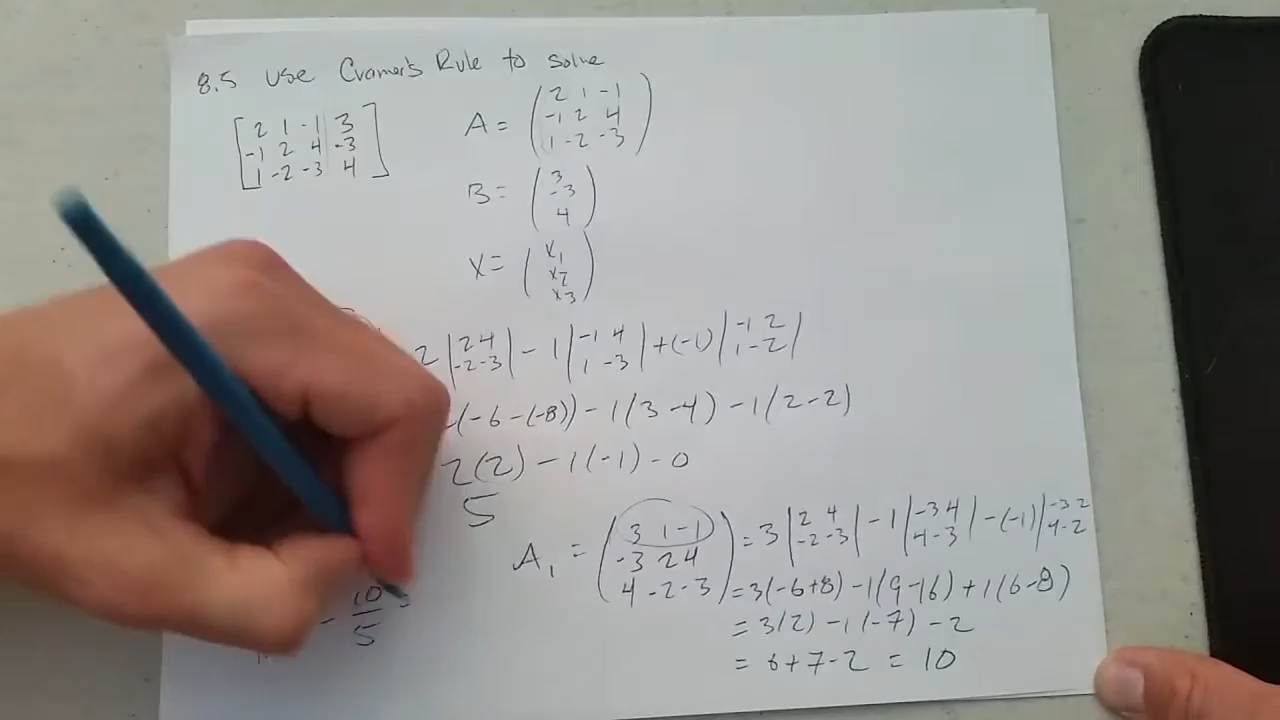 8.5 Use Cramer's Rule to solve
[2 1 -1 3
-1 2 4 -3
1 -2 -3 4]
A = (2 1 -1
-1 2 4
1 -2 -3)
B = (3
-3
4)
X = (x1
x2
x3)
2 |2 4 -2 -3| - 1 |-1 4 1 -3| + (-1) |-1 2 1 -2|
(-6 - (-8)) - 1(3 - 4) - 1(2 - 2)
2(2) - 1(-1) - 0
5
A1 = (3 1 -1 -3 2 4 4 -2 -3) = 3 |2 4 -2 -3| - 1 |-3 4 4 -3| - (-1) |-3 2 4 -2|
= 3(-6+8) - 1(9-16) + 1(6-8)
= 3(2) - 1(-7) - 2
= 6+7-2 = 10
10
5